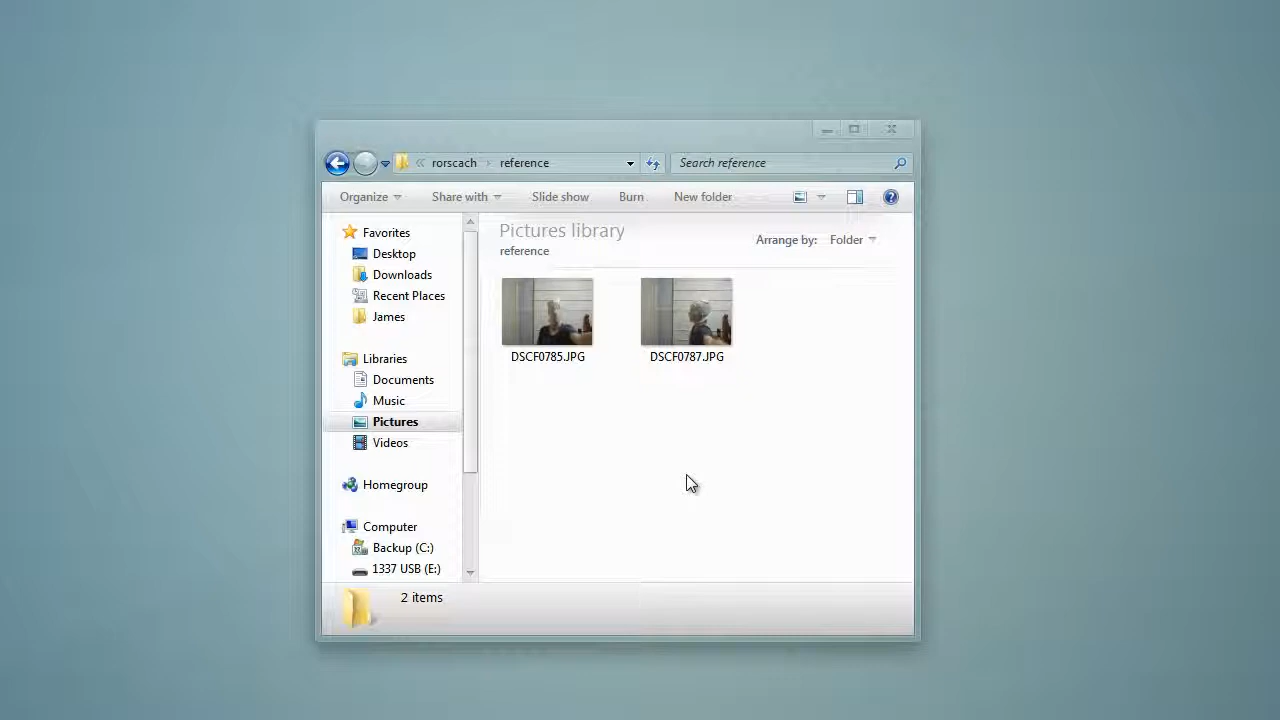 « rorscach reference
Search reference
Organize Share with Slide show Burn New folder
Pictures library
reference
Arrange by: Folder
Favorites
Desktop
Downloads
Recent Places
James
Libraries
Documents
Music
Pictures
Videos
Homegroup
Computer
Backup (C:)
1337 USB (E:)
DSCF0785.JPG
DSCF0787.JPG
2 items